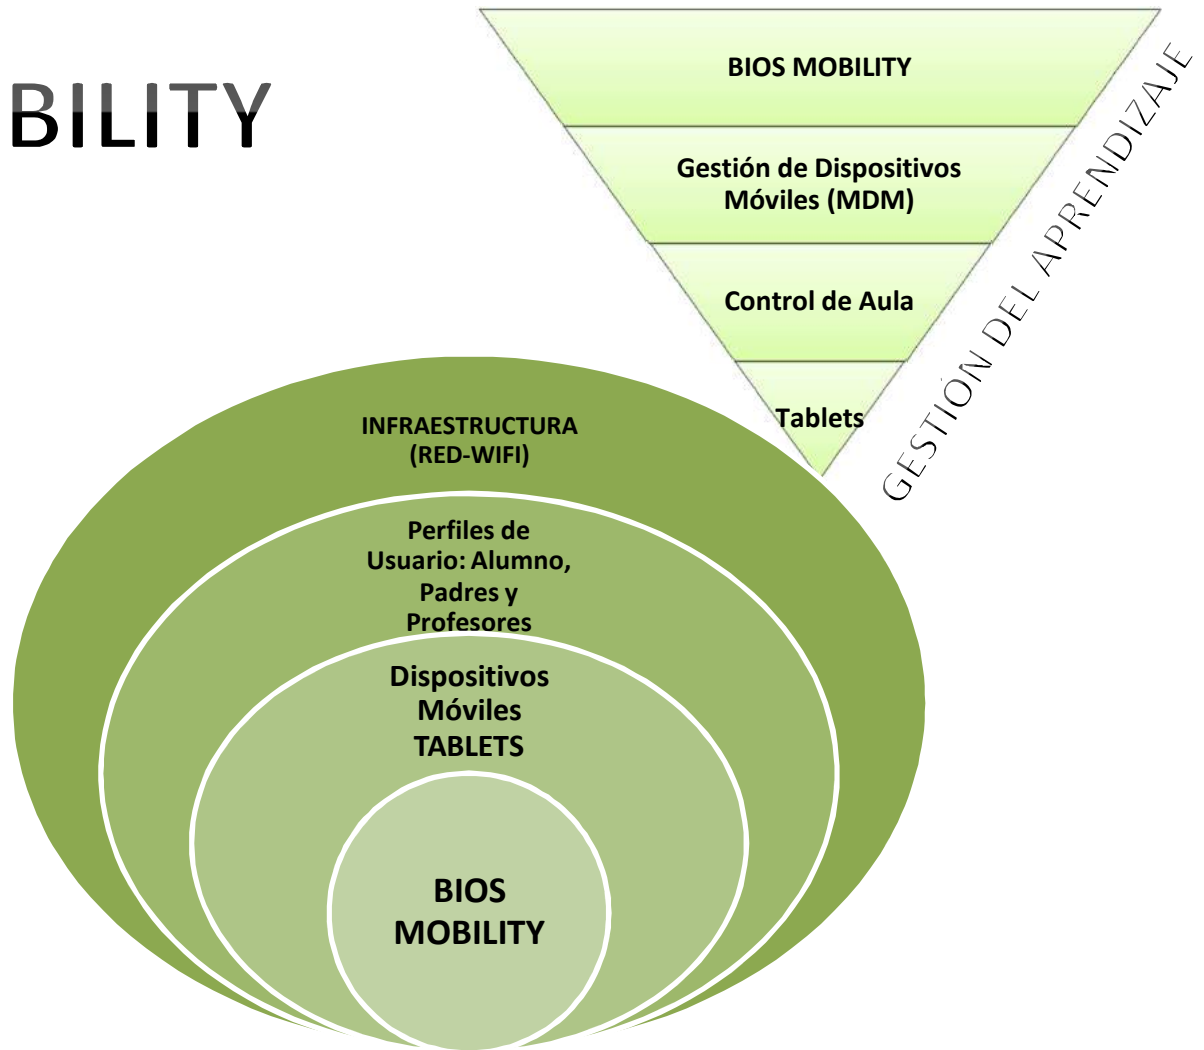 BILITY
BIOS MOBILITY
Gestión de Dispositivos
Móviles (MDM)
Control de Aula
Tablets
GESTIÓN DEL APRENDIZAJE
INFRAESTRUCTURA
(RED-WIFI)
Perfiles de
Usuario: Alumno,
Padres y
Profesores
Dispositivos
Móviles
TABLETS
BIOS
MOBILITY